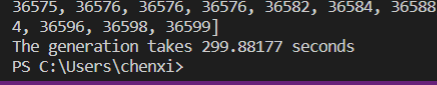 36575, 36576, 36576, 36576, 36582, 36584, 36588
4, 36596, 36598, 36599]
The generation takes 299.88177 seconds
PS C:\Users\chenxi>